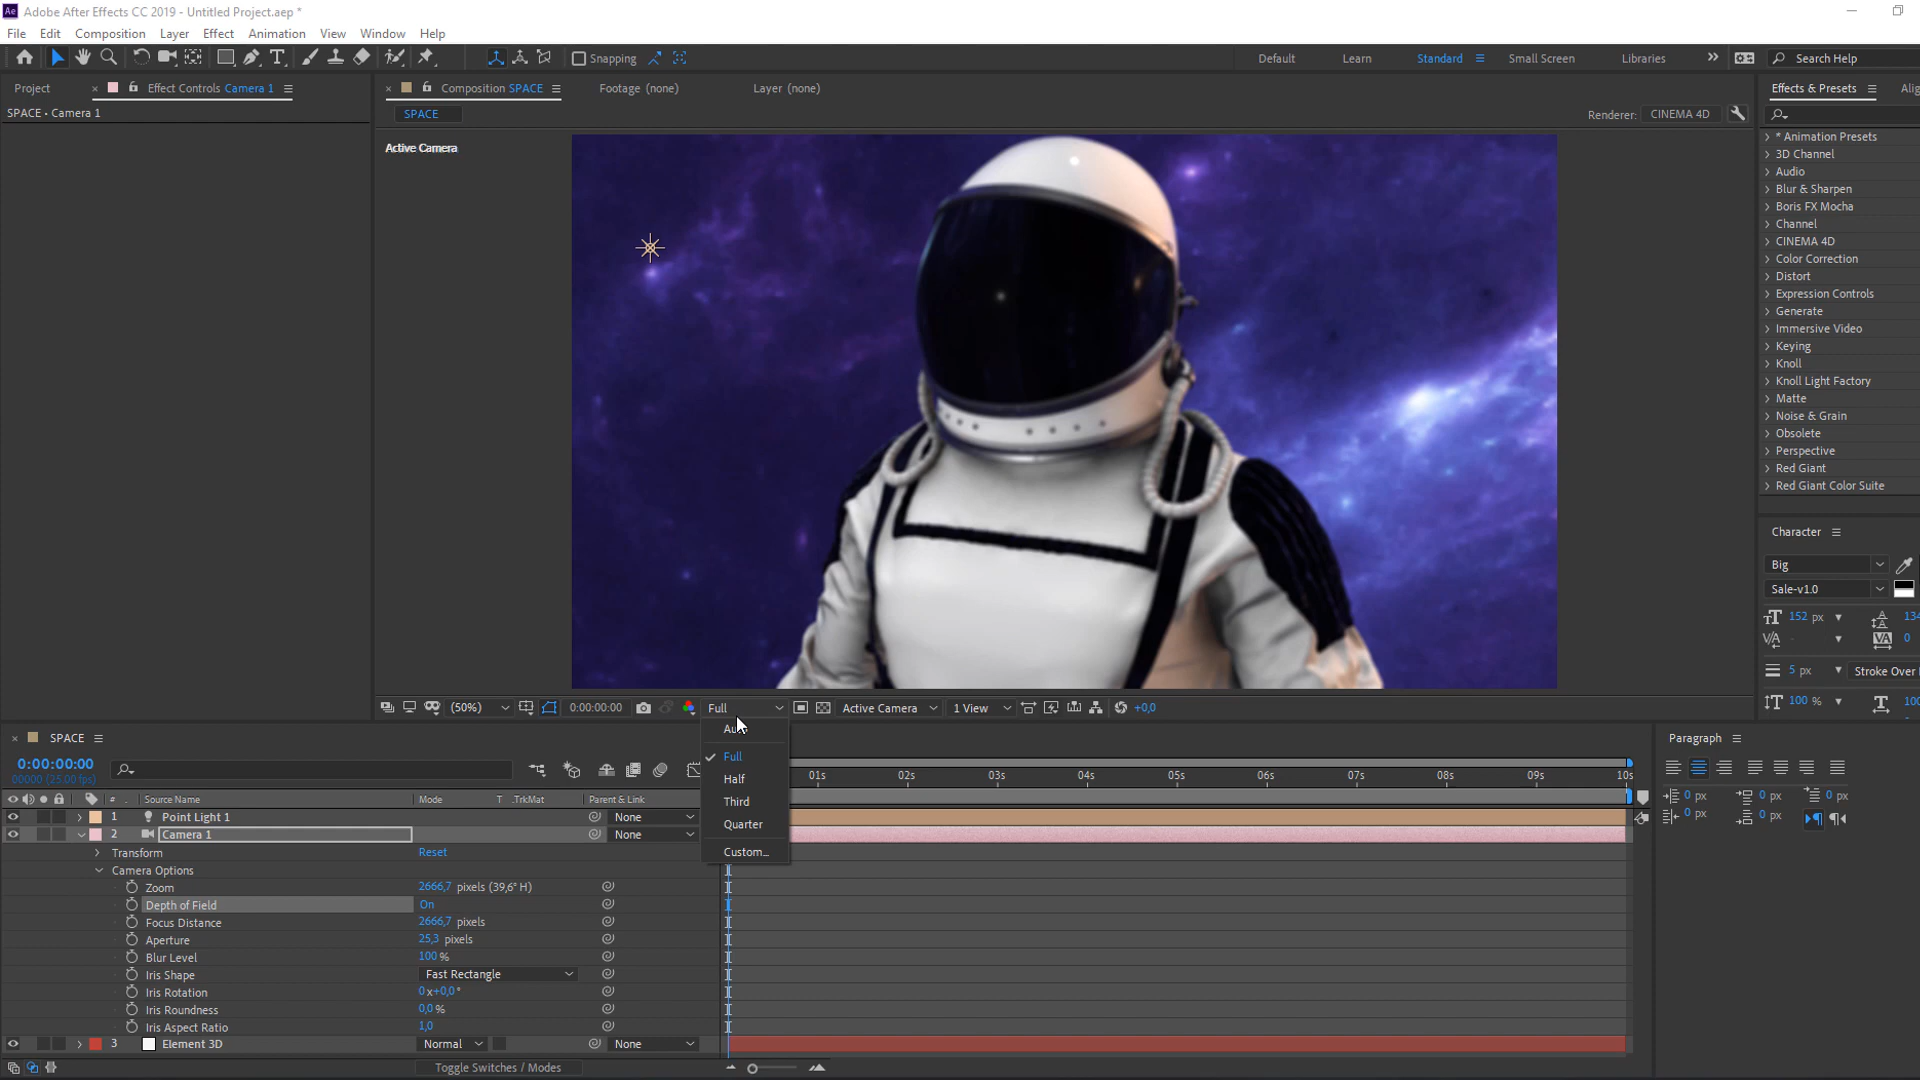 Adobe After Effects CC 2019 - Untitled Project.aep *
File Edit Composition Layer Effect Animation View Window Help
Snapping Default Learn Standard Small Screen Libraries Search Help
Project Effect Controls Camera 1 Composition SPACE Footage (none) Layer (none) Effects & Presets
SPACE • Camera 1 SPACE Renderer: CINEMA 4D
Active Camera
* Animation Presets
3D Channel
Audio
Blur & Sharpen
Boris FX Mocha
Channel
CINEMA 4D
Color Correction
Distort
Expression Controls
Generate
Immersive Video
Keying
Knoll
Knoll Light Factory
Matte
Noise & Grain
Obsolete
Perspective
Red Giant
Red Giant Color Suite
Character
Big
Sale-v1.0
152 px
0
5 px Stroke Over
100 %
(50%) 0:00:00:00 Full Active Camera 1 View +0,0
Full
Half
Third
Quarter
Custom...
SPACE
0:00:00:00
00000 (25.00 fps)
01s 02s 03s 04s 05s 06s 07s 08s 09s 10s
# Source Name Mode T .TrkMat Parent & Link
1 Point Light 1 None
2 Camera 1 None
Transform Reset
Camera Options
Zoom 2666,7 pixels (39,6° H)
Depth of Field On
Focus Distance 2666,7 pixels
Aperture 25,3 pixels
Blur Level 100 %
Iris Shape Fast Rectangle
Iris Rotation 0 x+0,0 °
Iris Roundness 0,0 %
Iris Aspect Ratio 1,0
3 Element 3D Normal None
Toggle Switches / Modes
Paragraph
0 px 0 px 0 px
0 px 0 px